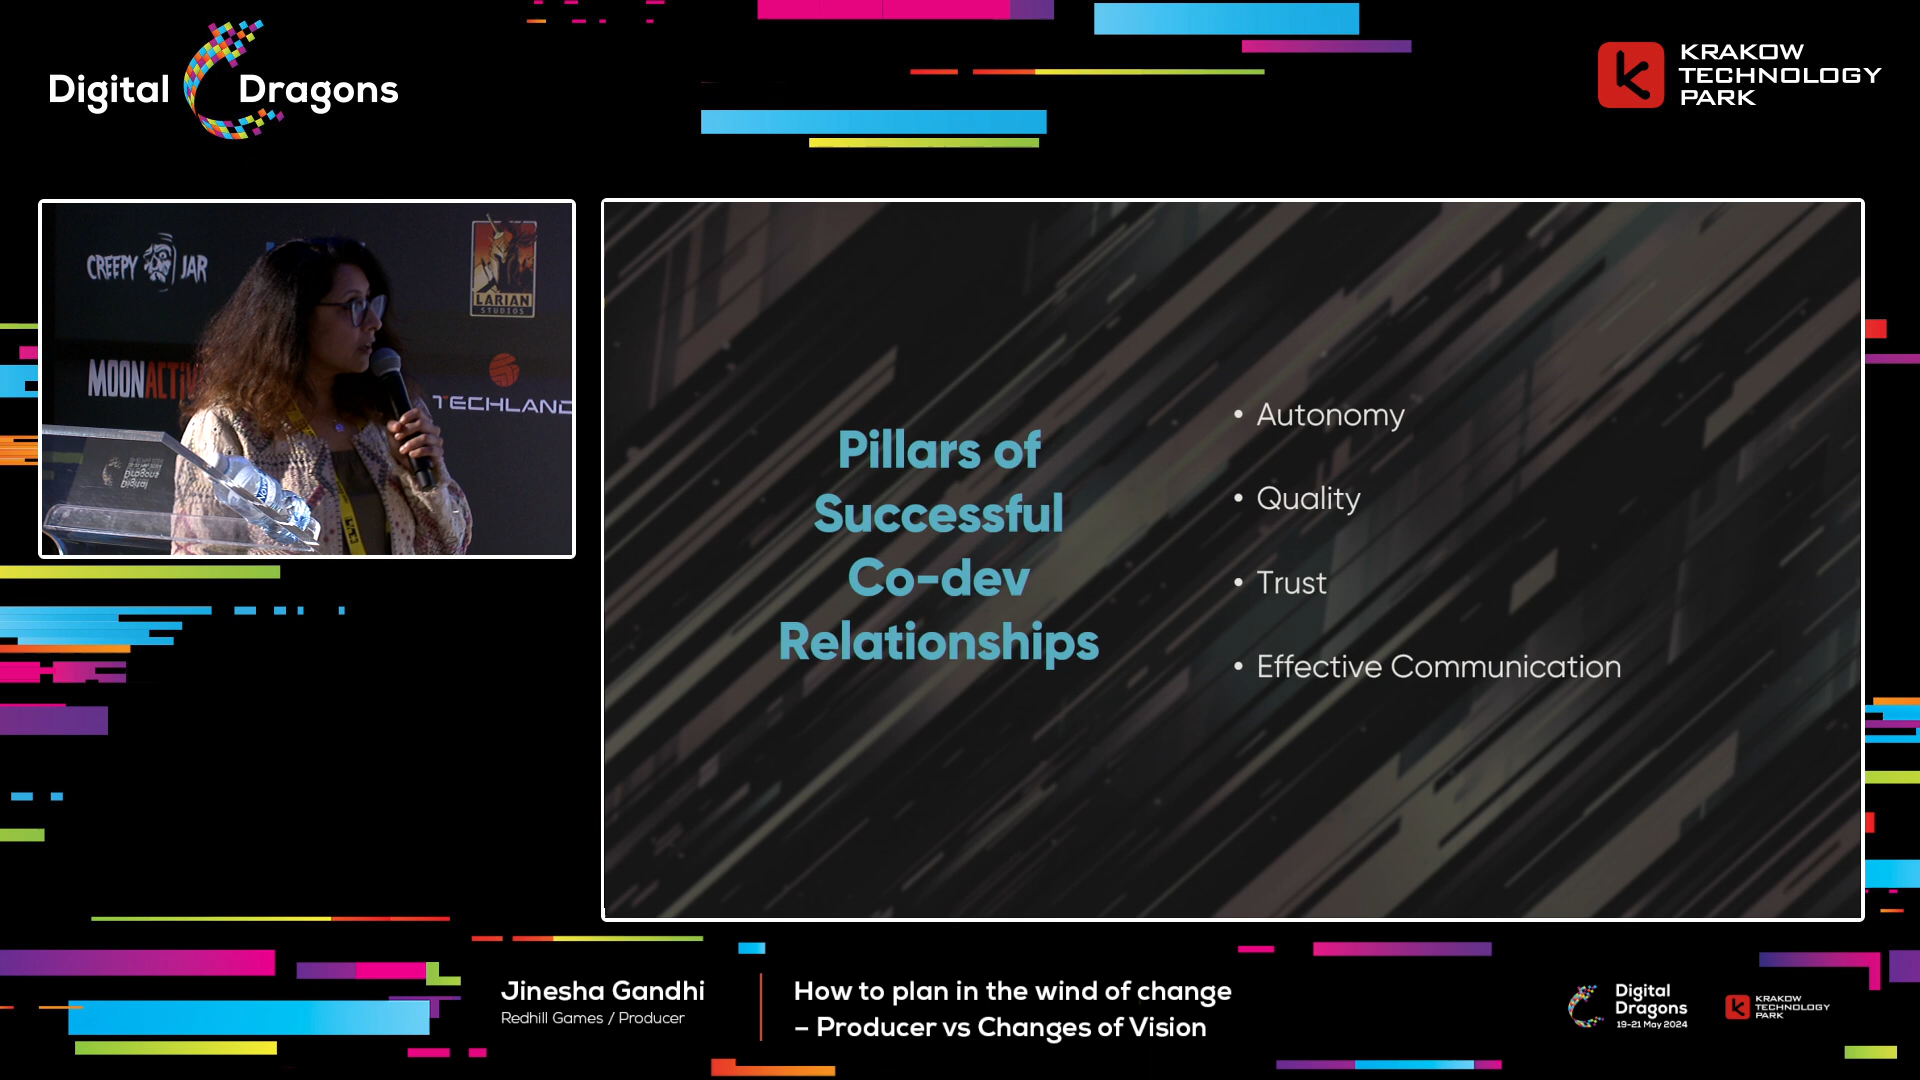 Digital Dragons
KRAKOW
TECHNOLOGY
PARK
CREEPY JAR
LARIAN
STUDIOS
MOON ACTIV
TECHLAND
Pillars of
Successful
Co-dev
Relationships
• Autonomy
• Quality
• Trust
• Effective Communication
Jinesha Gandhi
Redhill Games / Producer
How to plan in the wind of change
– Producer vs Changes of Vision
Digital
Dragons
19-21 May 2024
KRAKOW
TECHNOLOGY
PARK